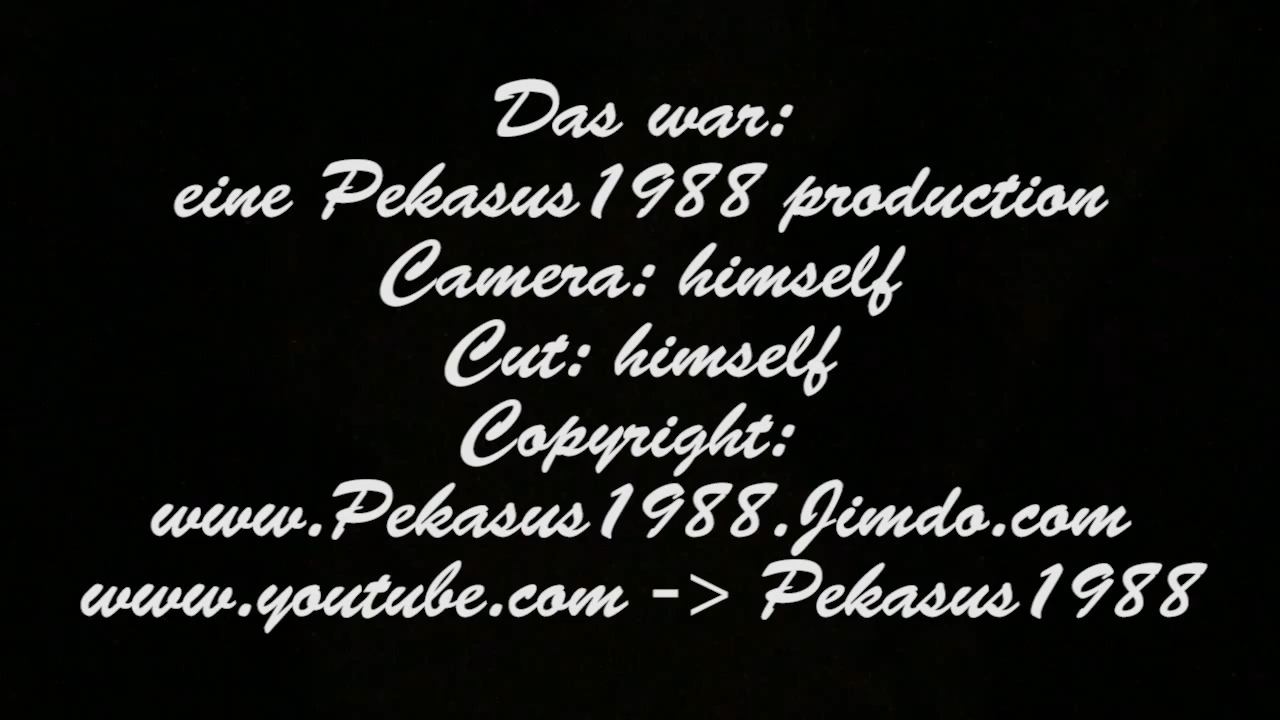 Das war:
eine Pekasus1988 production
Camera: himself
Cut: himself
Copyright:
www.Pekasus1988.Jimdo.com
www.youtube.com -> Pekasus1988